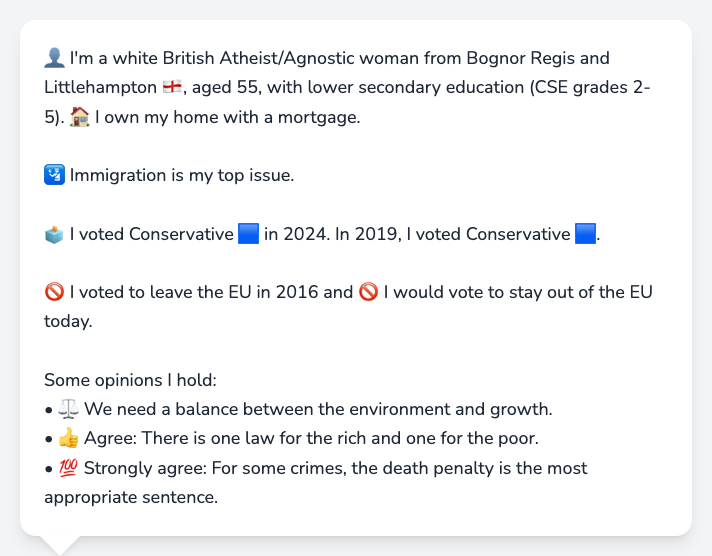 👤 I'm a white British Atheist/Agnostic woman from Bognor Regis and
Littlehampton 🏴󠁧󠁢󠁥󠁮󠁧󠁿, aged 55, with lower secondary education (CSE grades 2-
5). 🏠 I own my home with a mortgage.
🛂 Immigration is my top issue.
🗳️ I voted Conservative 🟦 in 2024. In 2019, I voted Conservative 🟦.
🚫 I voted to leave the EU in 2016 and 🚫 I would vote to stay out of the EU
today.
Some opinions I hold:
• ⚖️ We need a balance between the environment and growth.
• 👍 Agree: There is one law for the rich and one for the poor.
• 💯 Strongly agree: For some crimes, the death penalty is the most
appropriate sentence.